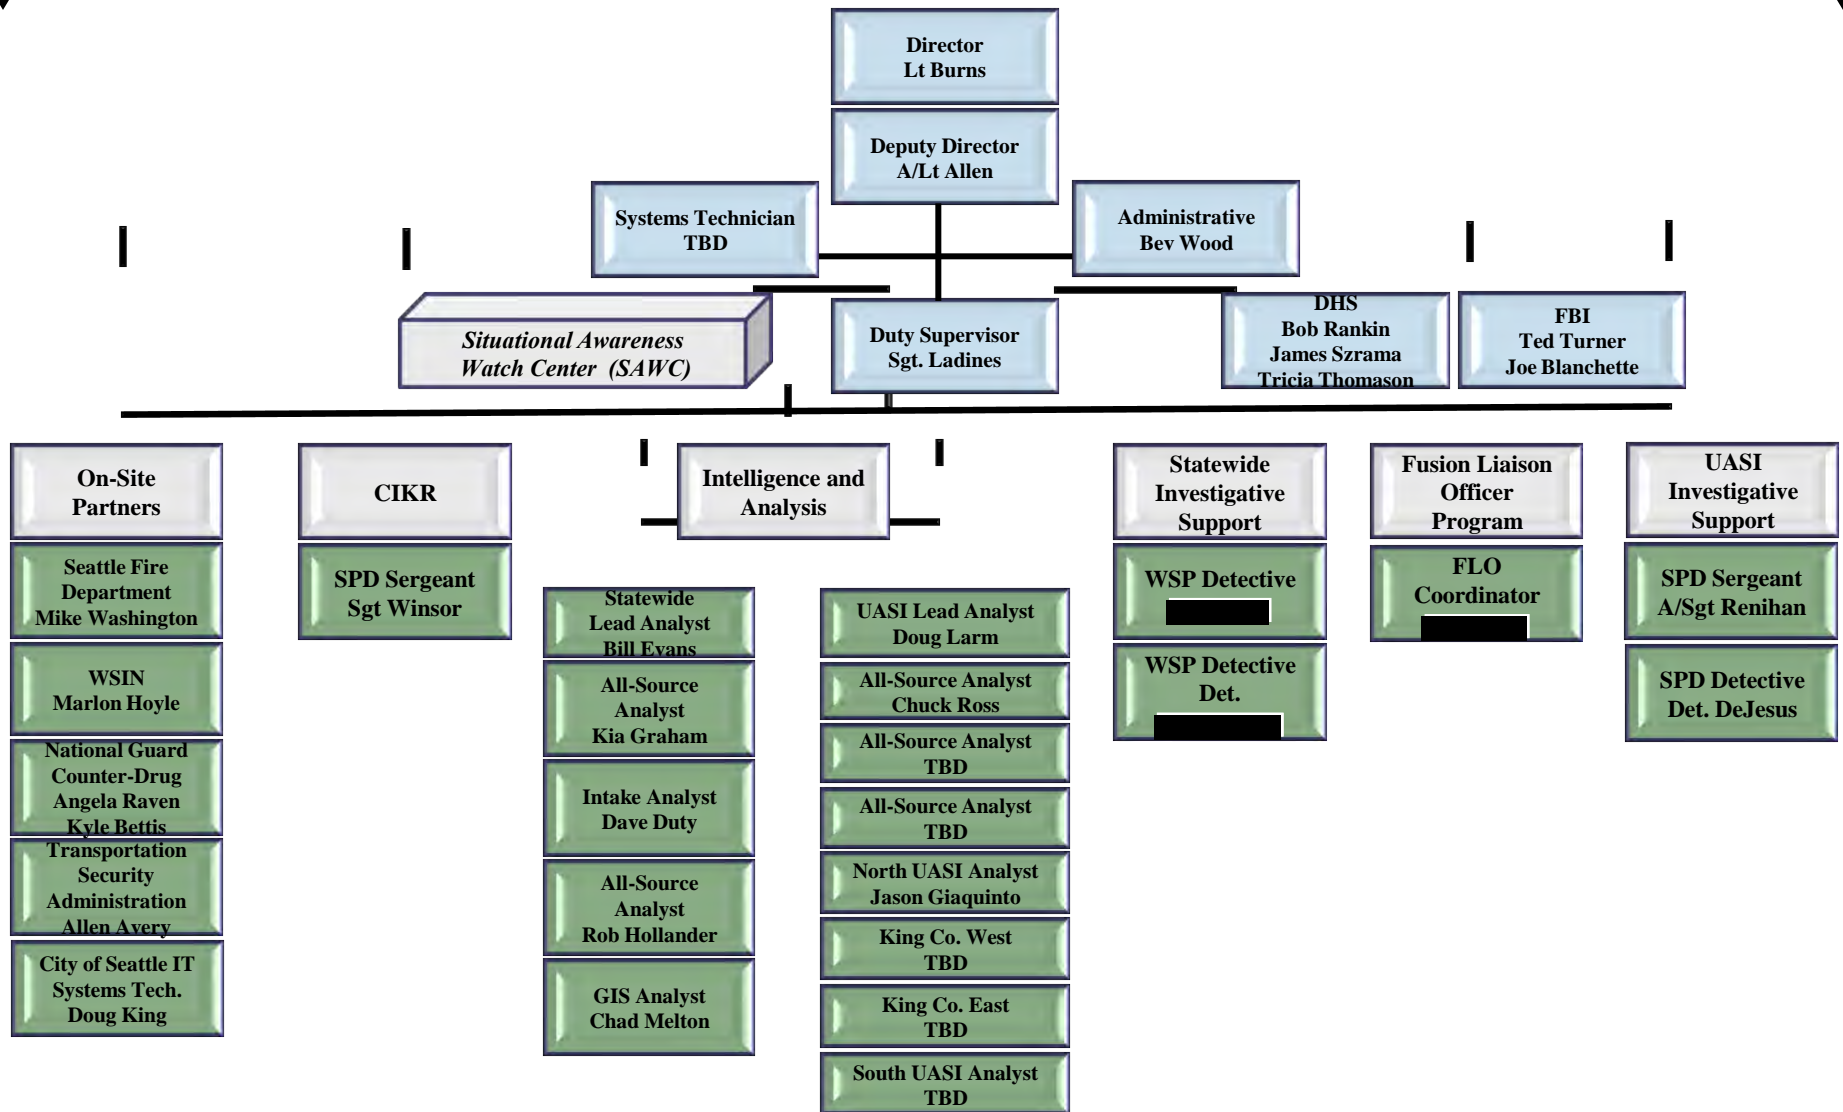 Director
Lt Burns
Deputy Director
A/Lt Allen
Systems Technician
TBD
Administrative
Bev Wood
Situational Awareness
Watch Center (SAWC)
Duty Supervisor
Sgt. Ladines
DHS
Bob Rankin
James Szrama
Tricia Thomason
FBI
Ted Turner
Joe Blanchette
On-Site
Partners
Seattle Fire
Department
Mike Washington
WSIN
Marlon Hoyle
National Guard
Counter-Drug
Angela Raven
Kyle Bettis
Transportation
Security
Administration
Allen Avery
City of Seattle IT
Systems Tech.
Doug King
CIKR
SPD Sergeant
Sgt Winsor
Intelligence and
Analysis
Statewide
Lead Analyst
Bill Evans
All-Source
Analyst
Kia Graham
Intake Analyst
Dave Duty
All-Source
Analyst
Rob Hollander
GIS Analyst
Chad Melton
UASI Lead Analyst
Doug Larm
All-Source Analyst
Chuck Ross
All-Source Analyst
TBD
All-Source Analyst
TBD
North UASI Analyst
Jason Giaquinto
King Co. West
TBD
King Co. East
TBD
South UASI Analyst
TBD
Statewide
Investigative
Support
WSP Detective
WSP Detective
Det.
Fusion Liaison
Officer
Program
FLO
Coordinator
UASI
Investigative
Support
SPD Sergeant
A/Sgt Renihan
SPD Detective
Det. DeJesus